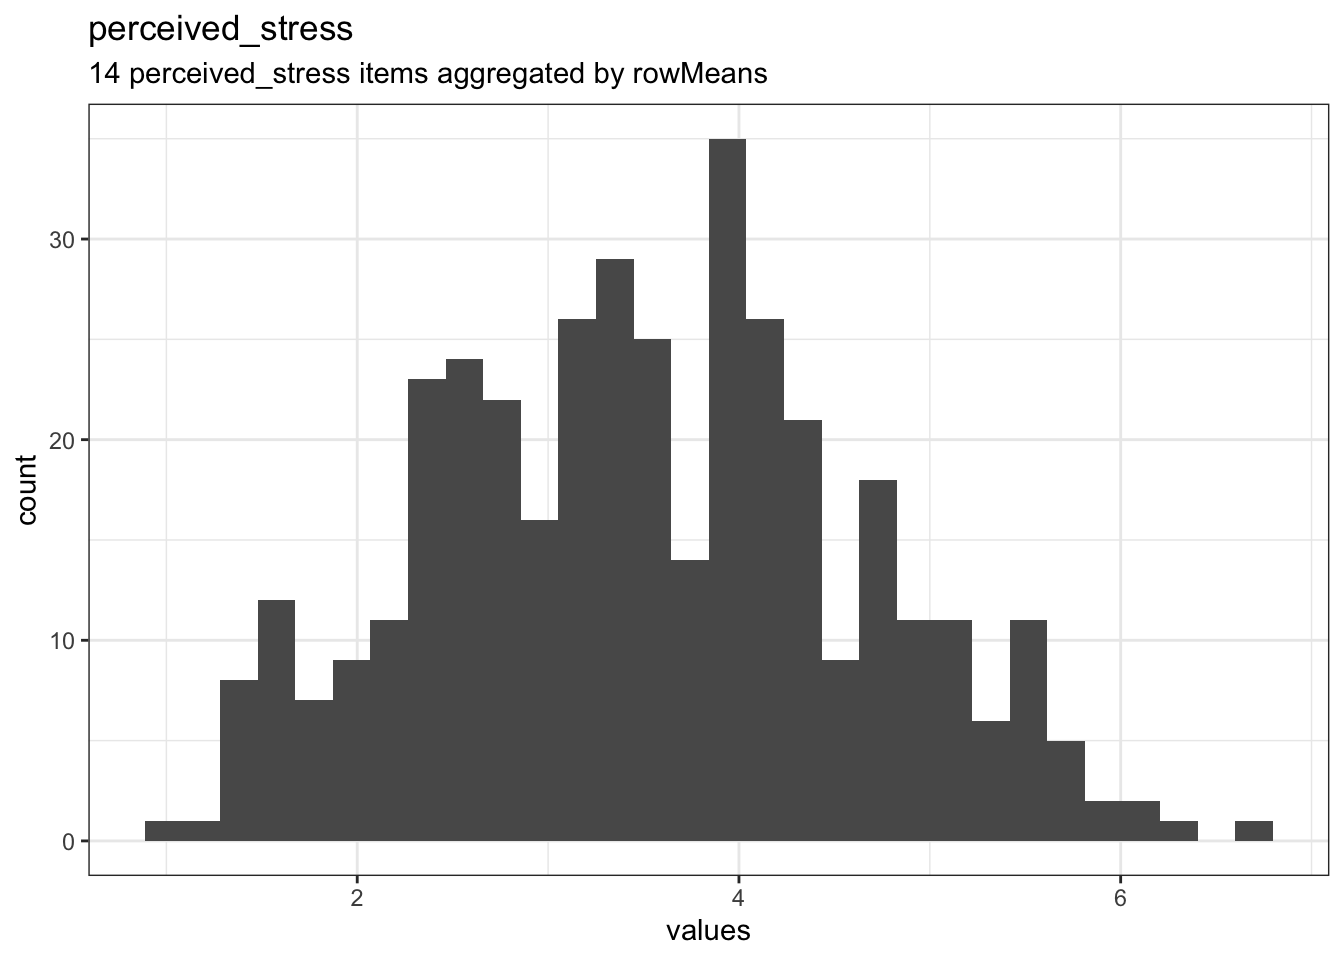 perceived_stress
14 perceived_stress items aggregated by rowMeans
30
20
10
0
count
2
4
6
values